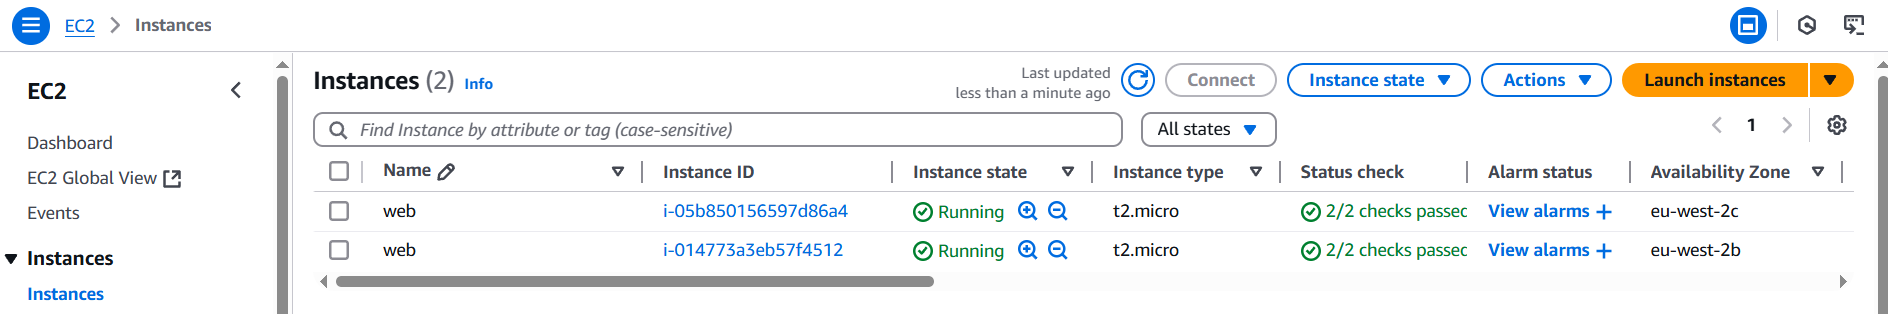 EC2 > Instances
EC2
Dashboard
EC2 Global View
Events
Instances
Instances
Instances (2) Info
Last updated
less than a minute ago
Connect
Instance state
Actions
Launch instances
Find Instance by attribute or tag (case-sensitive)
All states
1
Name Instance ID Instance state Instance type Status check Alarm status Availability Zone
web i-05b850156597d86a4 Running t2.micro 2/2 checks passec View alarms + eu-west-2c
web i-014773a3eb57f4512 Running t2.micro 2/2 checks passec View alarms + eu-west-2b